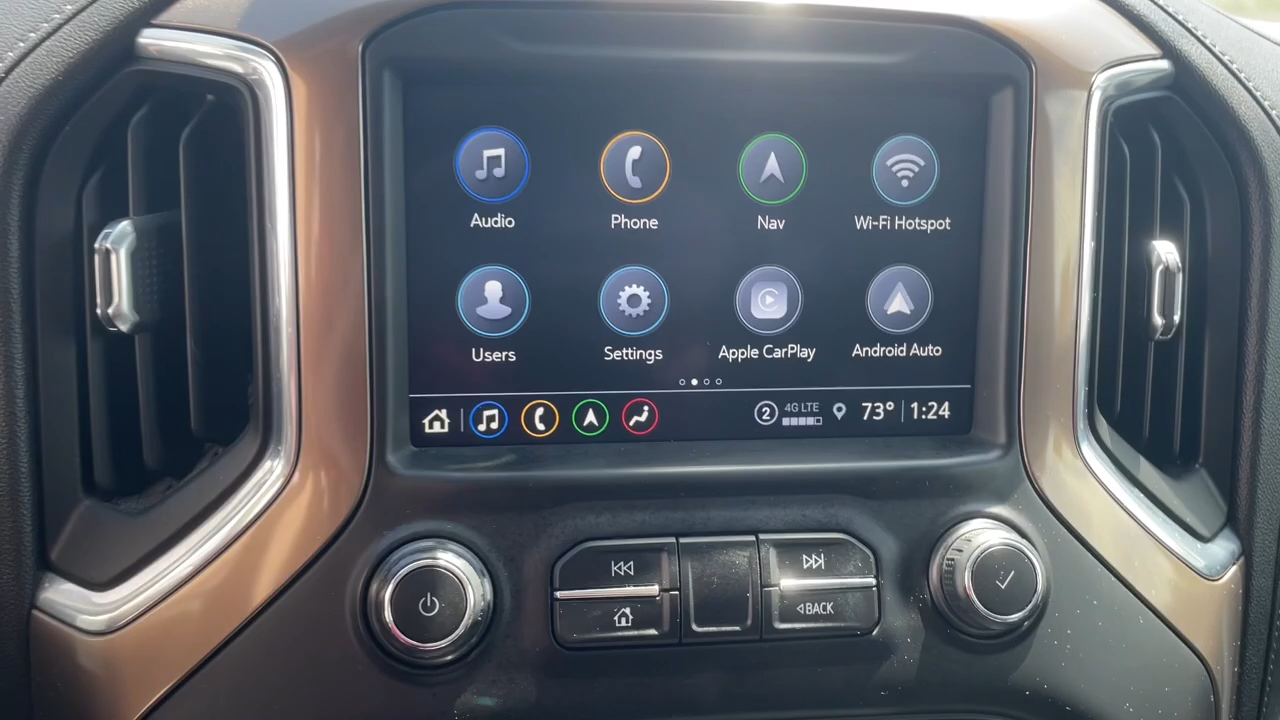 Audio Phone Nav Wi-Fi Hotspot
Users Settings Apple CarPlay Android Auto
2 4G LTE 73° 1:24
◁BACK